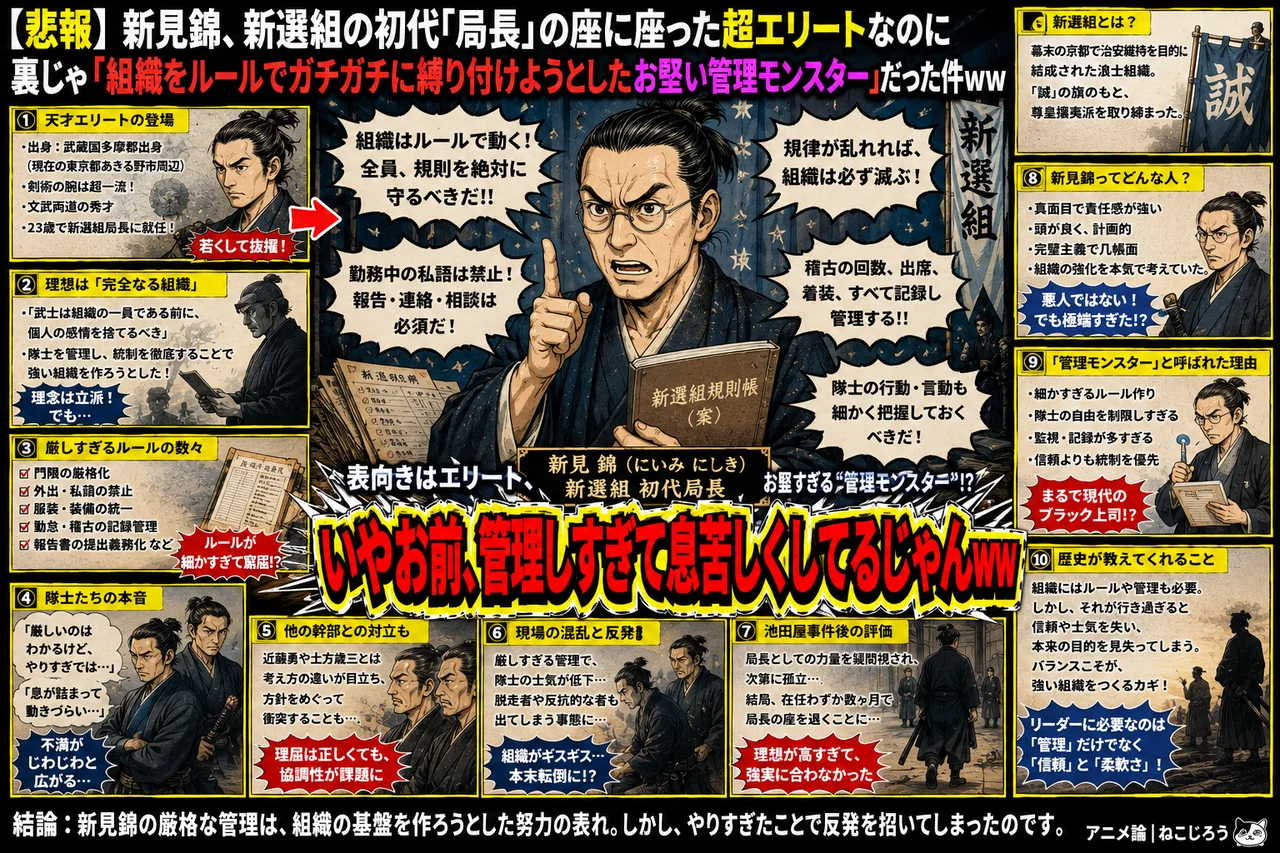 【悲報】新見錦、新選組の初代「局長」の座に座った超エリートなのに
裏じゃ「組織をルールでガチガチに縛り付けようとしたお堅い管理モンスター」だった件ww
① 天才エリートの登場
・出身：武蔵国多摩郡出身
（現在の東京都あきる野市周辺）
・剣術の腕は超一流！
・文武両道の秀才
・23歳で新選組局長に就任！
若くして抜擢！
② 理想は「完全なる組織」
・「武士は組織の一員である前に、
個人の感情を捨てるべき」
・隊士を管理し、統制を徹底することで
強い組織を作ろうとした！
理念は立派！
でも…
③ 厳しすぎるルールの数々
門限の厳格化
外出・私語の禁止
服装・装備の統一
勤怠・稽古の記録管理
報告書の提出義務化 など
ルールが
細かすぎて窮屈!?
④ 隊士たちの本音
「厳しいのは
わかるけど、
やりすぎでは…」
「息が詰まって
動きづらい…」
不満が
じわじわと
広がる…
組織はルールで動く！
全員、規則を絶対に
守るべきだ!!
規律が乱れれば、
組織は必ず滅ぶ！
勤務中の私語は禁止！
報告・連絡・相談は
必須だ！
稽古の回数、出席、
着装、すべて記録し
管理する!!
隊士の行動・言動も
細かく把握しておく
べきだ！
新選組
新選組規則帳
（案）
新見 錦（にいみ にしき）
新選組 初代局長
表向きはエリート、
お堅すぎる“管理モンスター”!?
いやお前、管理しすぎて息苦しくしてるじゃんww
⑤ 他の幹部との対立も
近藤勇や土方歳三とは
考え方の違いが目立ち、
方針をめぐって
衝突することも…
理屈は正しくても、
協調性が課題に
⑥ 現場の混乱と反発
厳しすぎる管理で、
隊士の士気が低下…
脱走者や反抗的な者も
出てしまう事態に…
組織がギスギス…
本末転倒に!?
⑦ 池田屋事件後の評価
局長としての力量を疑問視され、
次第に孤立…
結局、在任わずか数ヶ月で
局長の座を退くことに…
理想が高すぎて、
強実に合わなかった
新選組とは？
幕末の京都で治安維持を目的に
結成された浪士組織。
「誠」の旗のもと、
尊皇攘夷派を取り締まった。
誠
⑧ 新見錦ってどんな人？
・真面目で責任感が強い
・頭が良く、計画的
・完璧主義で几帳面
・組織の強化を本気で考えていた。
悪人ではない！
でも極端すぎた!?
⑨ 「管理モンスター」と呼ばれた理由
・細かすぎるルール作り
・隊士の自由を制限しすぎる
・監視・記録が多すぎる
・信頼よりも統制を優先
まるで現代の
ブラック上司!?
⑩ 歴史が教えてくれること
組織にはルールや管理も必要。
しかし、それが行き過ぎると
信頼や士気を失い、
本来の目的を見失ってしまう。
バランスこそが、
強い組織をつくるカギ！
リーダーに必要なのは
「管理」だけでなく
「信頼」と「柔軟さ」！
結論：新見錦の厳格な管理は、組織の基盤を作ろうとした努力の表れ。しかし、やりすぎたことで反発を招いてしまったのです。
アニメ論｜ねこじろう